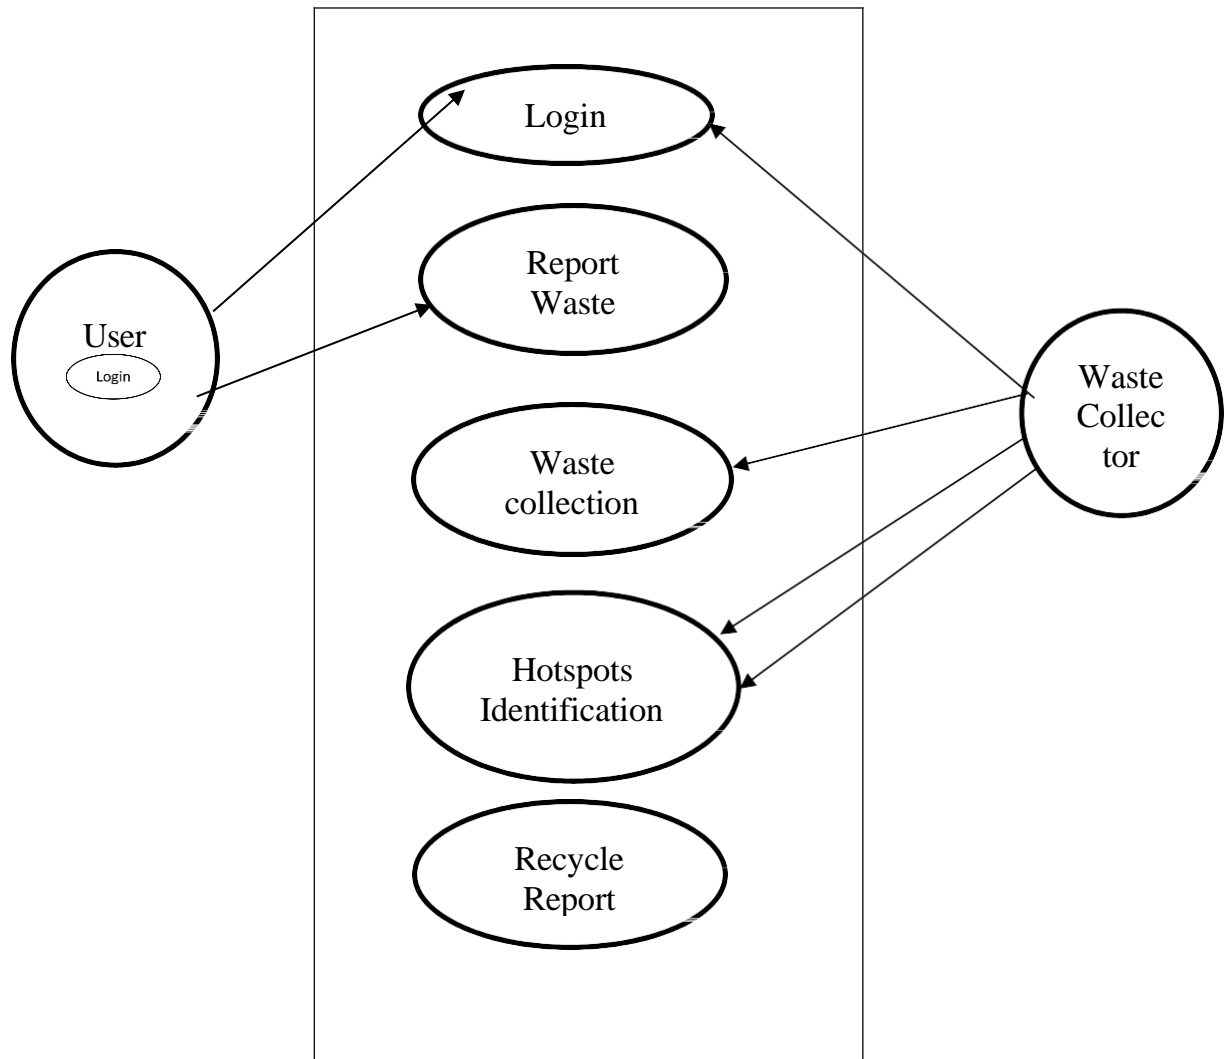 Login
Report
Waste
User
Login
Waste
Collec
tor
Waste
collection
Hotspots
Identification
Recycle
Report